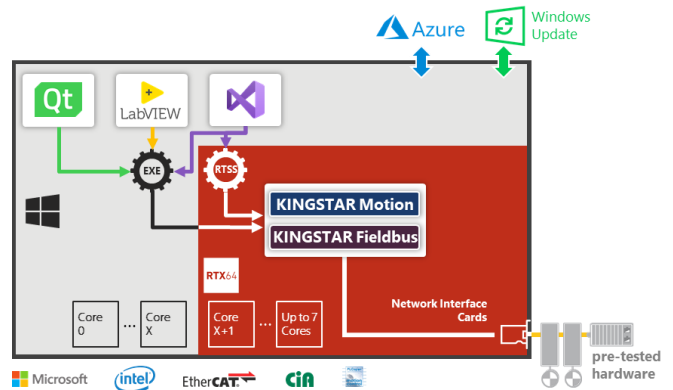 Azure
Windows
Update
Qt
LabVIEW
EXE
RTSS
KINGSTAR Motion
KINGSTAR Fieldbus
RTX64
Core
0
...
Core
X
Core
X+1
...
Up to 7
Cores
Network Interface
Cards
pre-tested
hardware
Microsoft
intel
EtherCAT
CiA